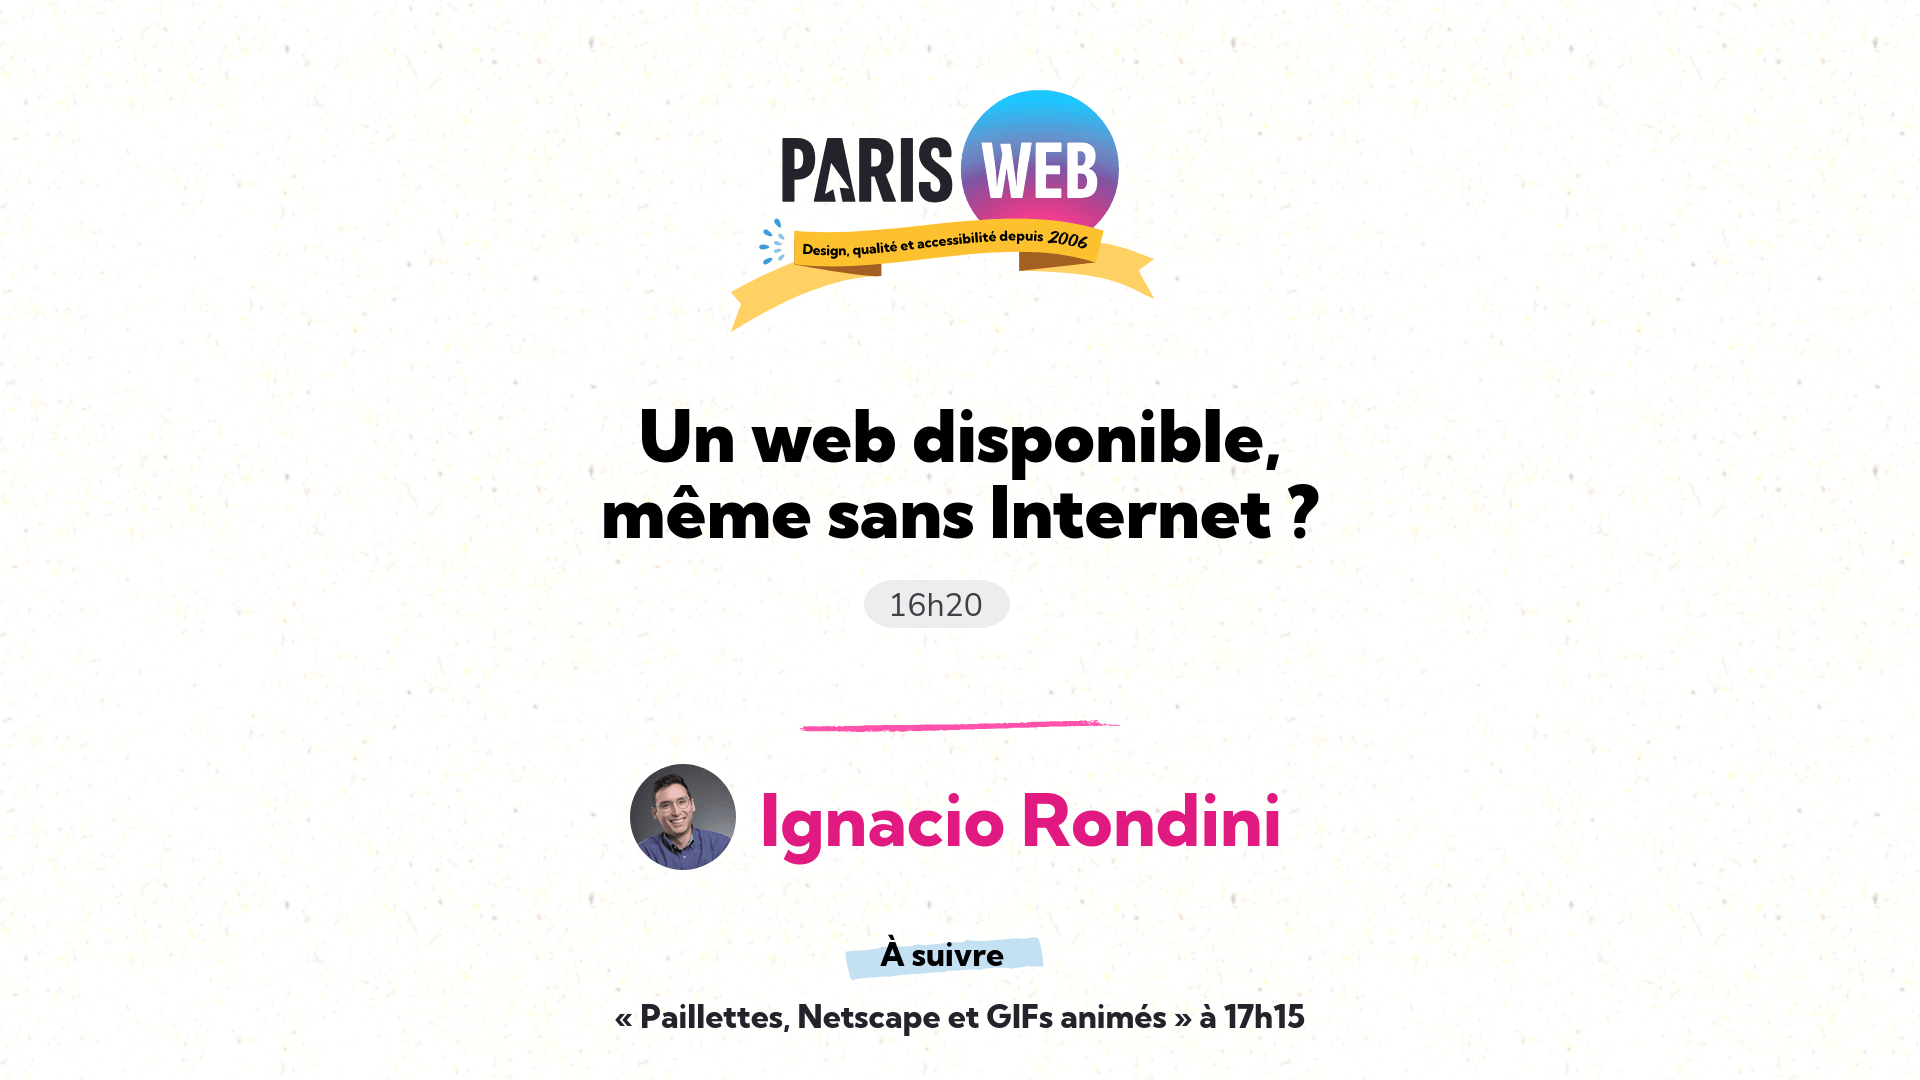 PARIS WEB
Design, qualité et accessibilité depuis 2006
Un web disponible,
même sans Internet ?
16h20
Ignacio Rondini
À suivre
« Paillettes, Netscape et GIFs animés » à 17h15